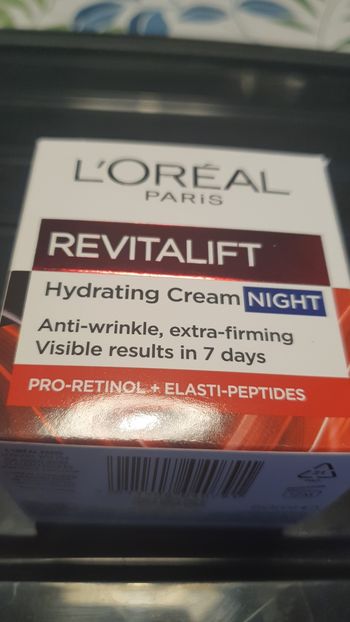 L'ORÉAL
PARiS
REVITALIFT
Hydrating Cream NIGHT
Anti-wrinkle, extra-firming
Visible results in 7 days
PRO-RETINOL + ELASTI-PEPTIDES